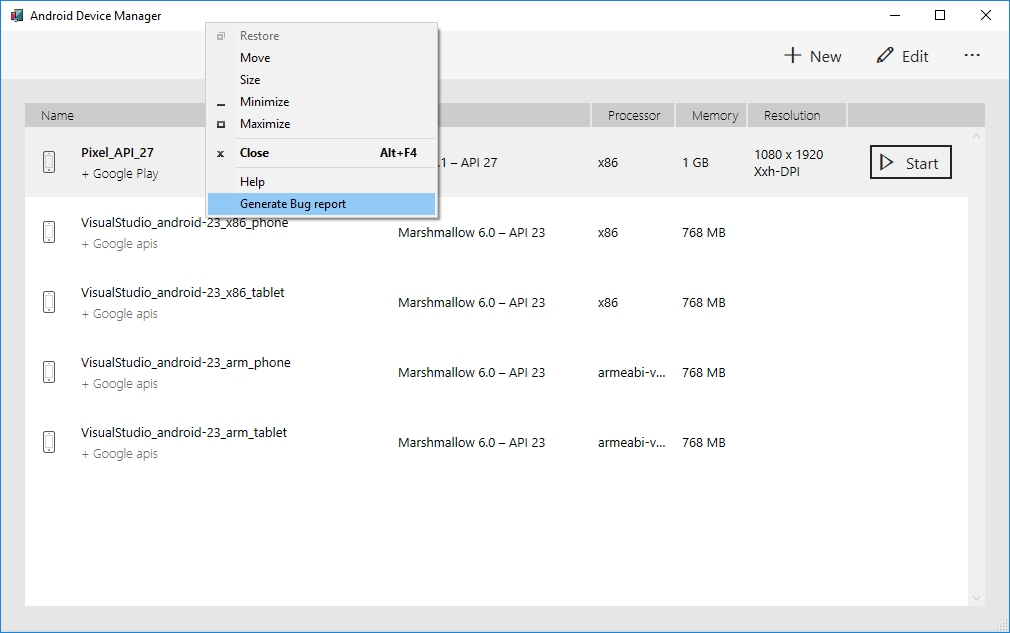 Android Device Manager
Restore
Move
Size
Minimize
Maximize
Close Alt+F4
Help
Generate Bug report
New Edit ...
Name Processor Memory Resolution
Pixel_API_27
+ Google Play
.1 – API 27 x86 1 GB
1080 x 1920
Xxh-DPI
Start
VisualStudio_android-23_x86_phone
+ Google apis
Marshmallow 6.0 – API 23 x86 768 MB
VisualStudio_android-23_x86_tablet
+ Google apis
Marshmallow 6.0 – API 23 x86 768 MB
VisualStudio_android-23_arm_phone
+ Google apis
Marshmallow 6.0 – API 23 armeabi-v... 768 MB
VisualStudio_android-23_arm_tablet
+ Google apis
Marshmallow 6.0 – API 23 armeabi-v... 768 MB